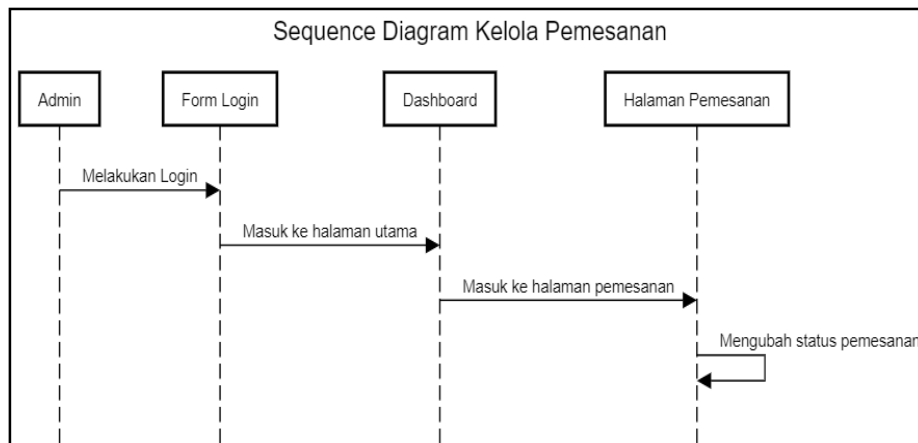 Sequence Diagram Kelola Pemesanan
Admin
Form Login
Dashboard
Halaman Pemesanan
Melakukan Login
Masuk ke halaman utama
Masuk ke halaman pemesanan
Mengubah status pemesanan